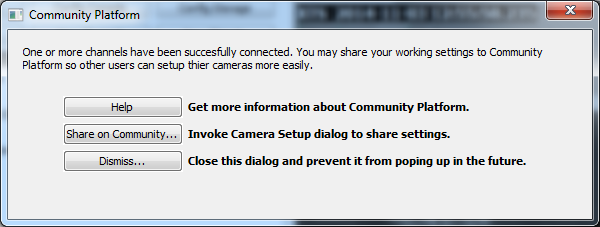 Community Platform
One or more channels have been succesfully connected. You may share your working settings to Community
Platform so other users can setup thier cameras more easily.
Help Get more information about Community Platform.
Share on Community... Invoke Camera Setup dialog to share settings.
Dismiss... Close this dialog and prevent it from poping up in the future.